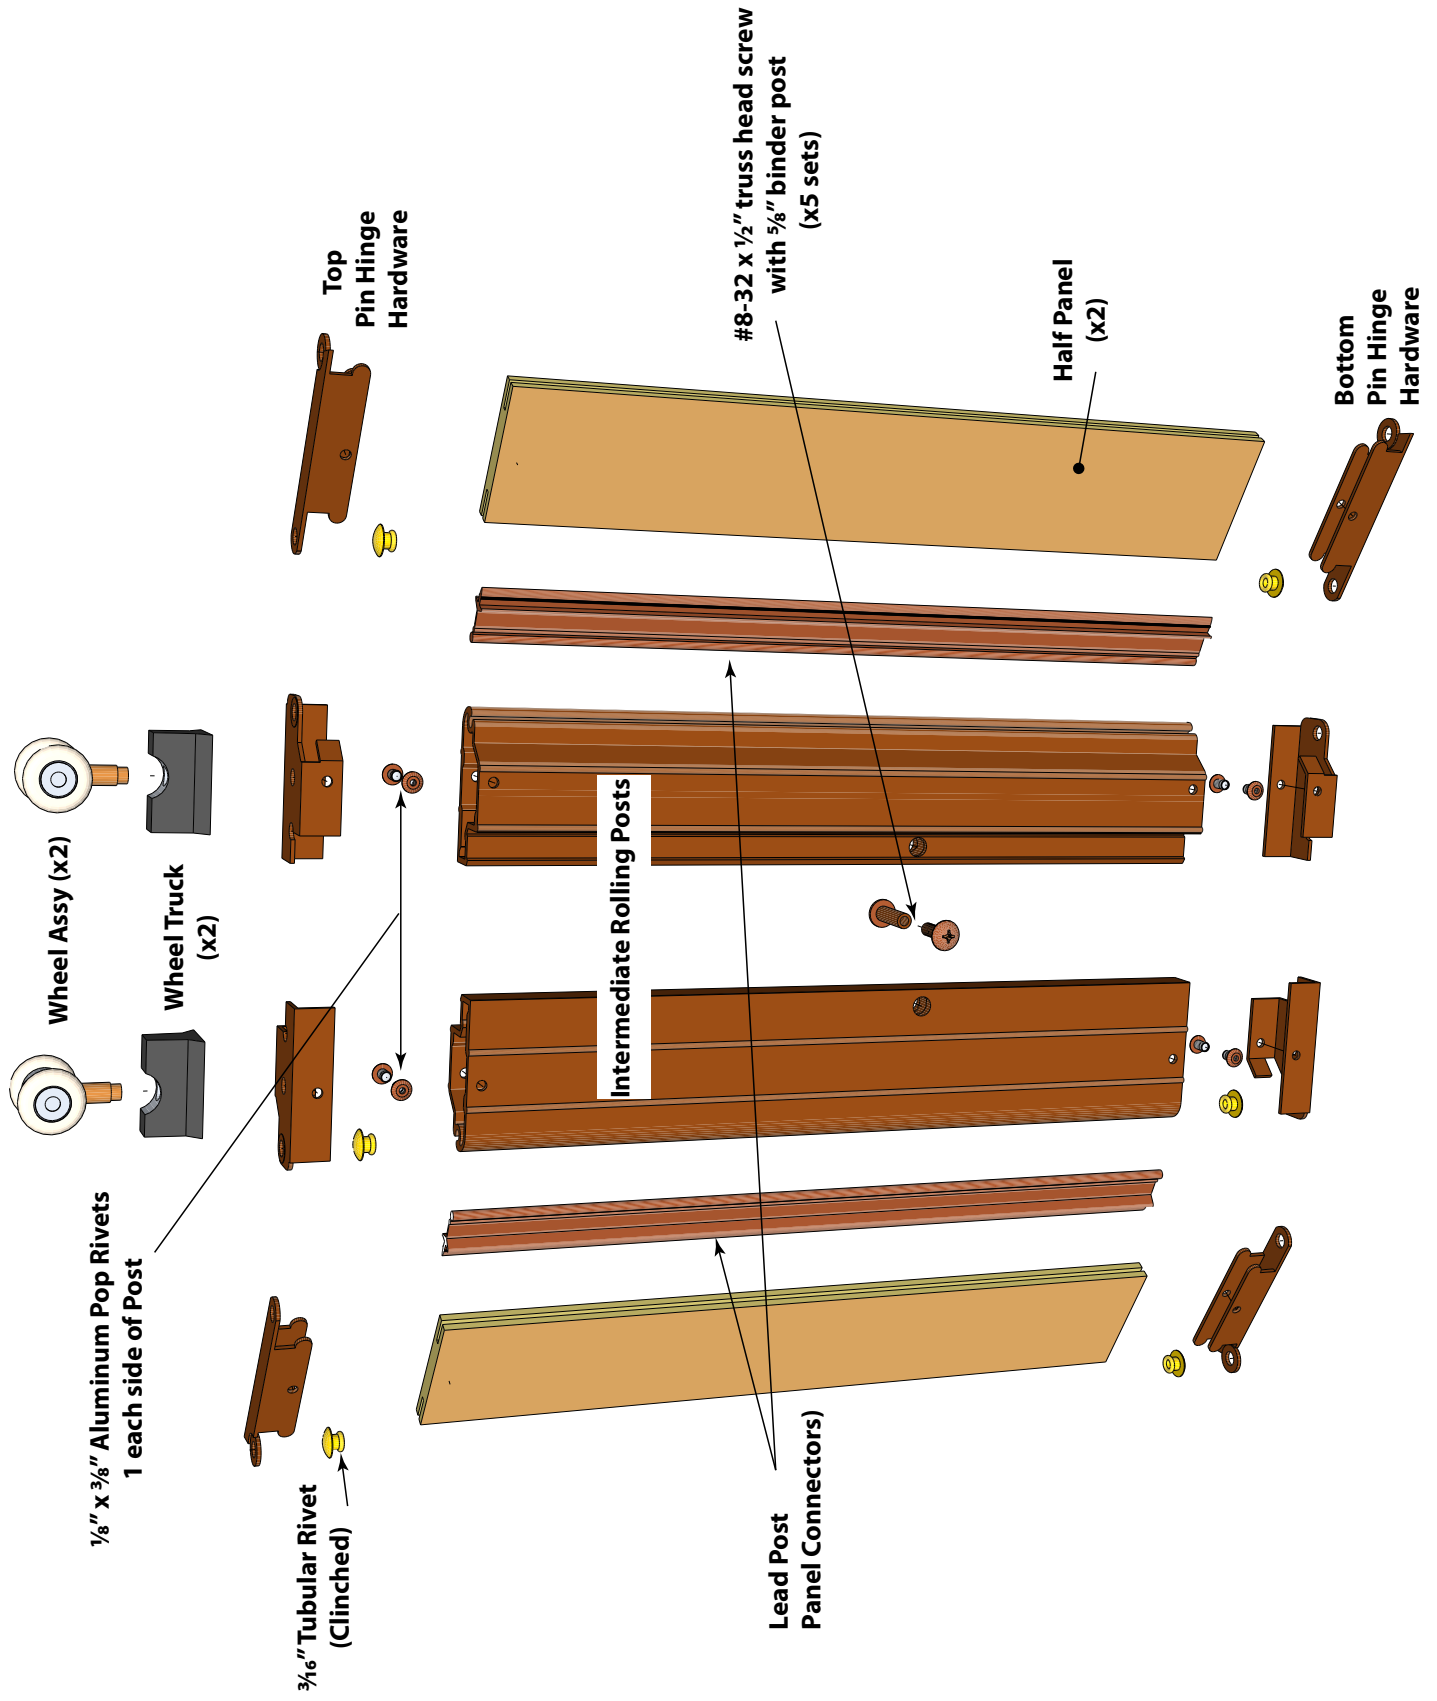 Wheel Assy (x2)
Wheel Truck
(x2)
⅛” x ⅜” Aluminum Pop Rivets
1 each side of Post
3⁄16” Tubular Rivet
(Clinched)
Top
Pin Hinge
Hardware
Intermediate Rolling Posts
#8-32 x ½” truss head screw
with ⅝” binder post
(x5 sets)
Lead Post
Panel Connectors)
Half Panel
(x2)
Bottom
Pin Hinge
Hardware